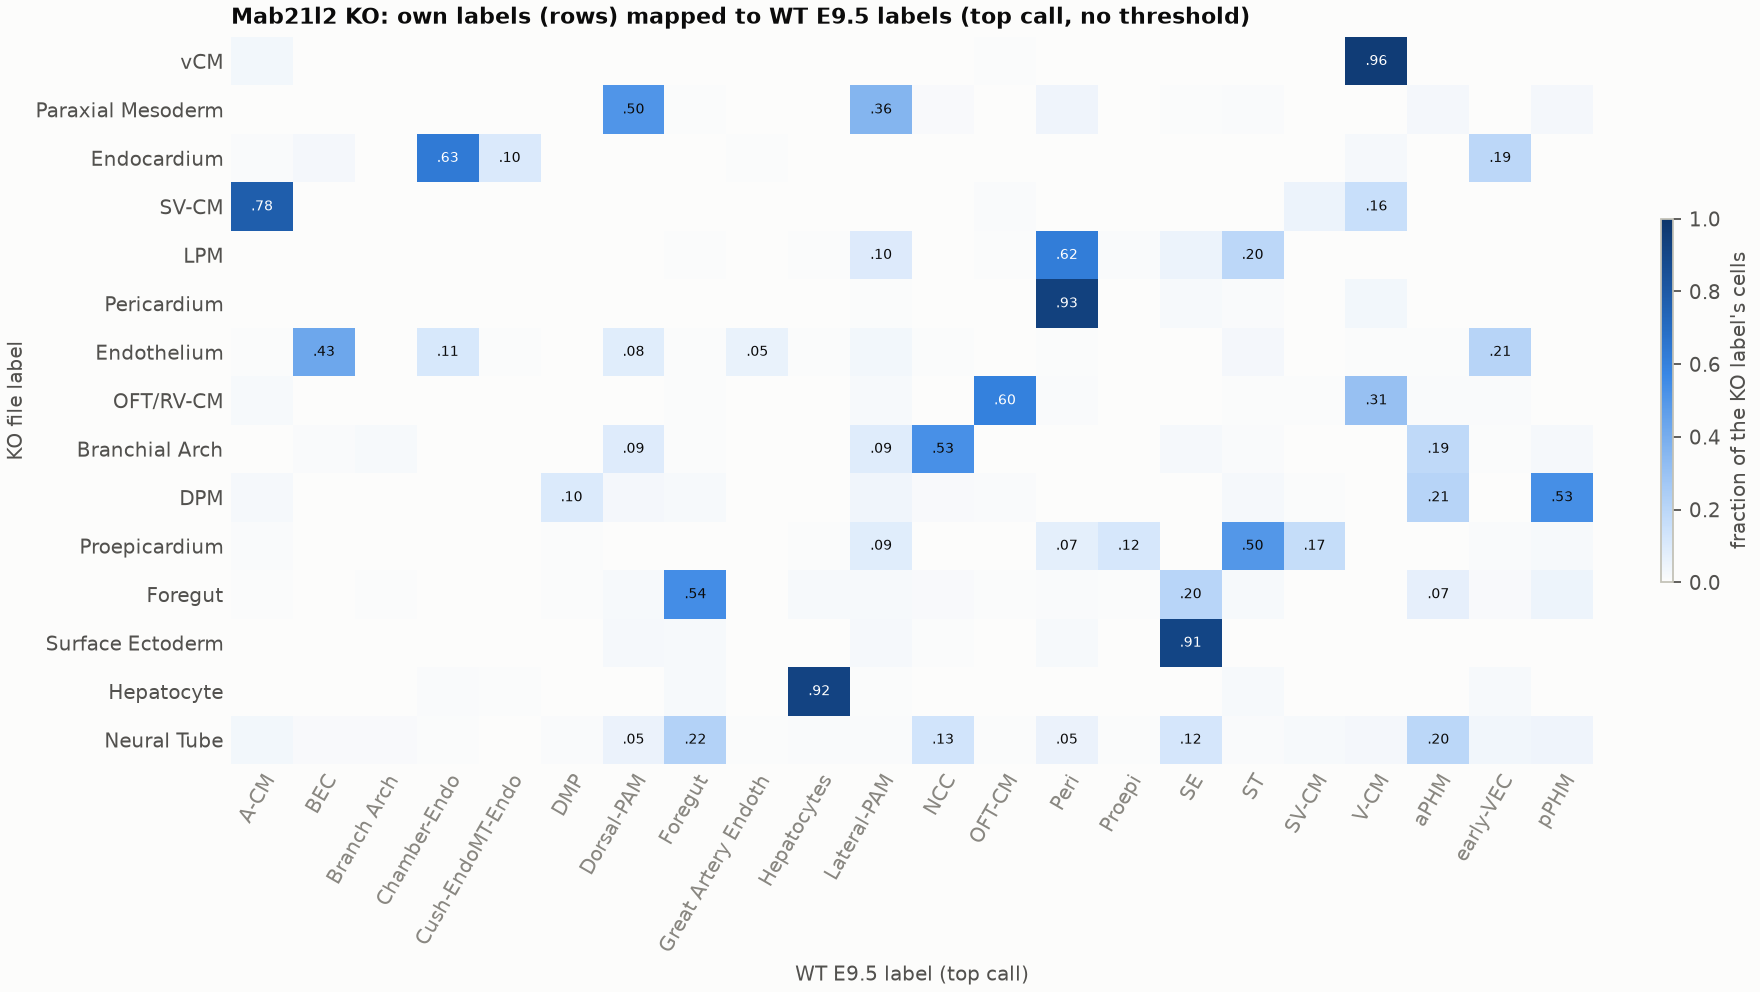 Mab21l2 KO: own labels (rows) mapped to WT E9.5 labels (top call, no threshold)
vCM .96
Paraxial Mesoderm .50 .36
Endocardium .63 .10 .19
SV-CM .78 .16
LPM .10 .62 .20
Pericardium .93
Endothelium .43 .11 .08 .05 .21
OFT/RV-CM .60 .31
Branchial Arch .09 .09 .53 .19
DPM .10 .21 .53
Proepicardium .09 .07 .12 .50 .17
Foregut .54 .20 .07
Surface Ectoderm .91
Hepatocyte .92
Neural Tube .05 .22 .13 .05 .12 .20
KO file label
A-CM
BEC
Branch Arch
Chamber-Endo
Cush-EndoMT-Endo
DMP
Dorsal-PAM
Foregut
Great Artery Endoth
Hepatocytes
Lateral-PAM
NCC
OFT-CM
Peri
Proepi
SE
ST
SV-CM
V-CM
aPHM
early-VEC
pPHM
WT E9.5 label (top call)
1.0
0.8
0.6
0.4
0.2
0.0
fraction of the KO label's cells